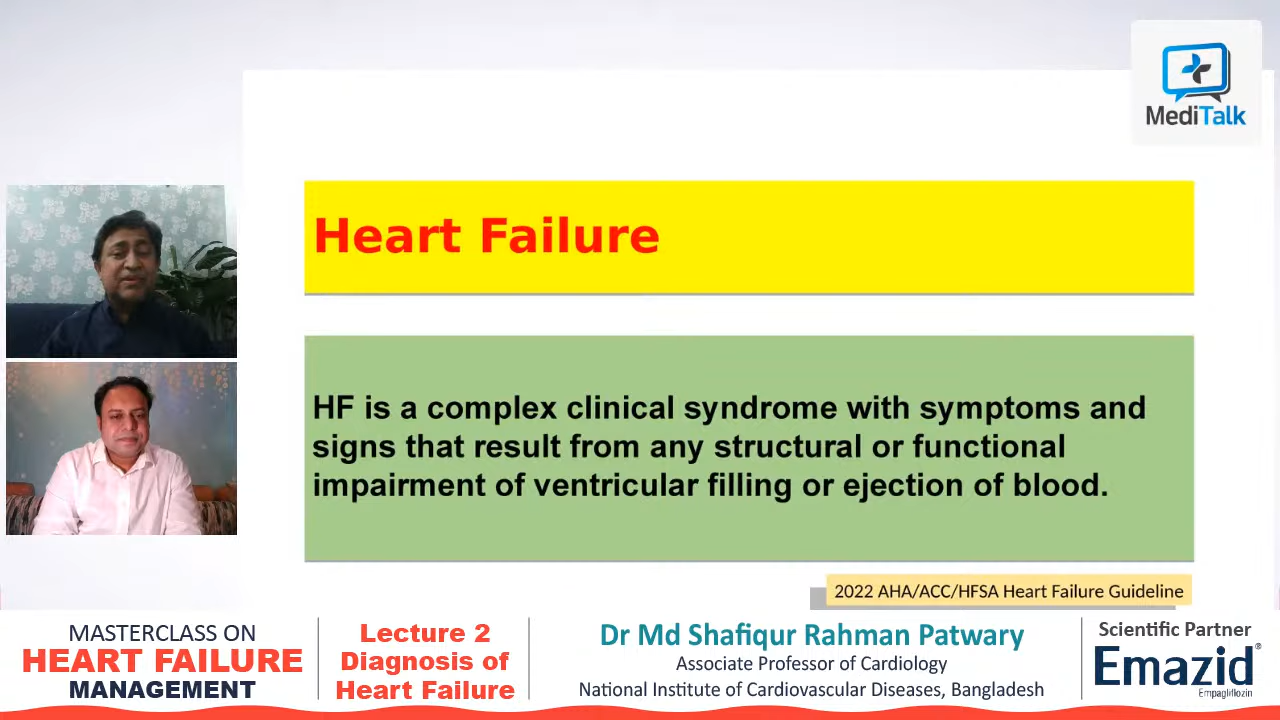 MediTalk
Heart Failure
HF is a complex clinical syndrome with symptoms and
signs that result from any structural or functional
impairment of ventricular filling or ejection of blood.
2022 AHA/ACC/HFSA Heart Failure Guideline
MASTERCLASS ON
HEART FAILURE
MANAGEMENT
Lecture 2
Diagnosis of
Heart Failure
Dr Md Shafiqur Rahman Patwary
Associate Professor of Cardiology
National Institute of Cardiovascular Diseases, Bangladesh
Scientific Partner
Emazid®
Empagliflozin